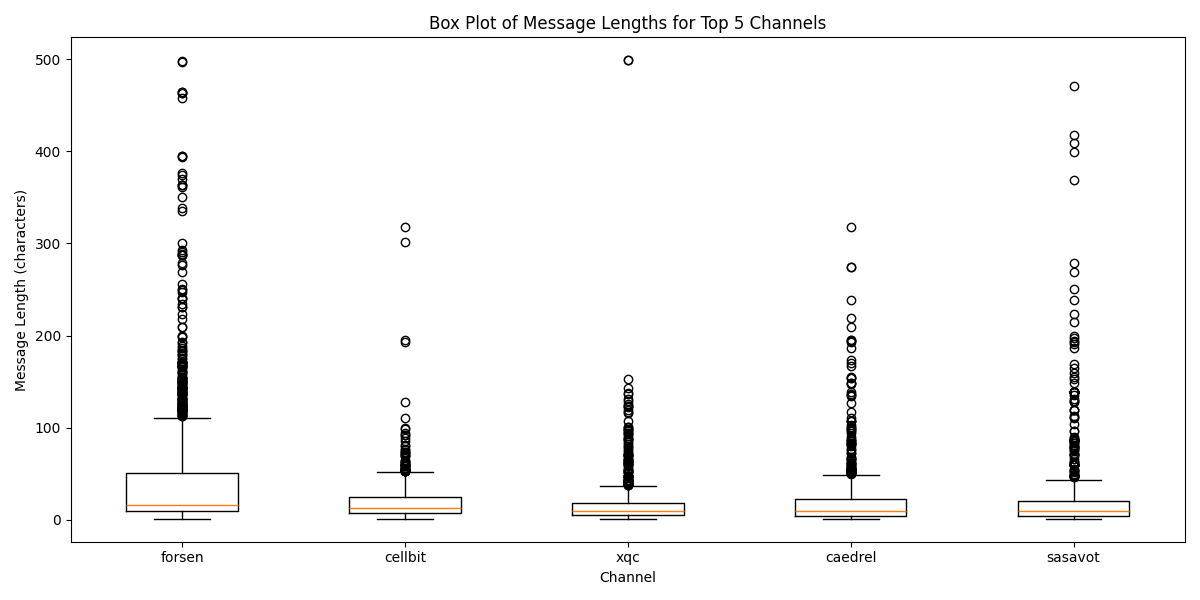 Box Plot of Message Lengths for Top 5 Channels
Message Length (characters)
500
400
300
200
100
0
forsen cellbit xqc caedrel sasavot
Channel